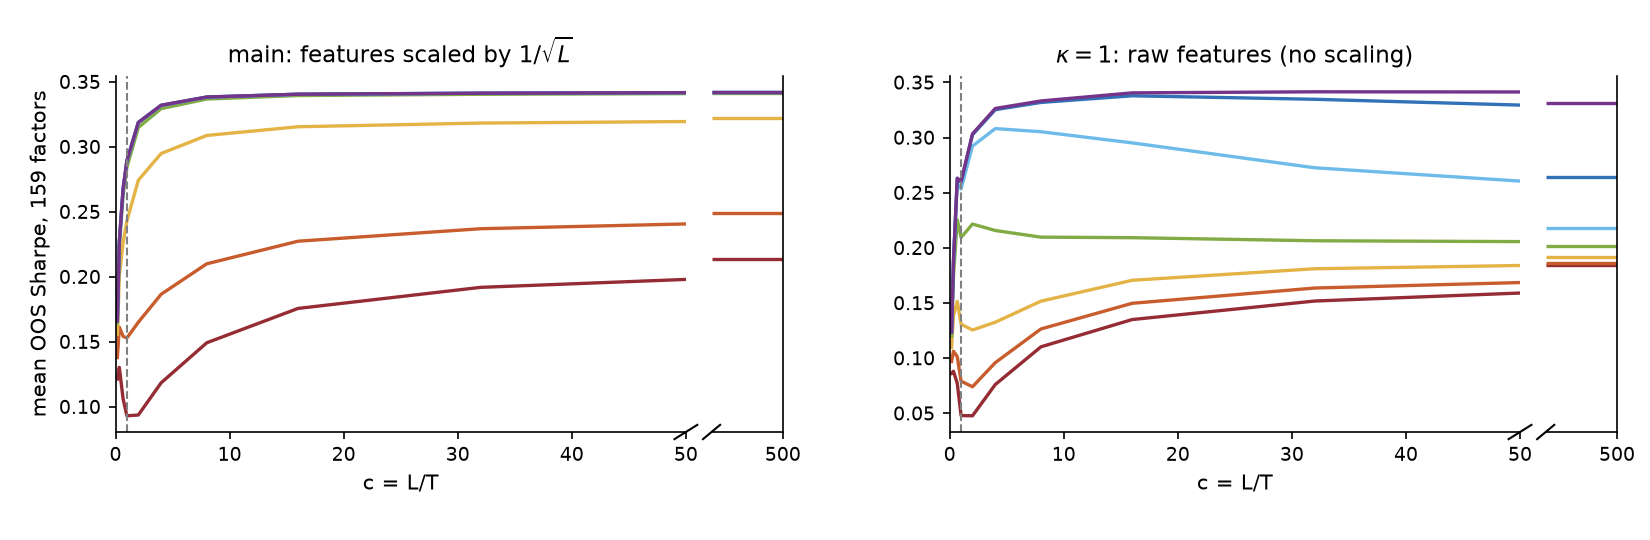 main: features scaled by 1/√L
κ = 1: raw features (no scaling)
mean OOS Sharpe, 159 factors
0.35
0.30
0.25
0.20
0.15
0.10
0 10 20 30 40 50 500
c = L/T
0.35
0.30
0.25
0.20
0.15
0.10
0.05
0 10 20 30 40 50 500
c = L/T